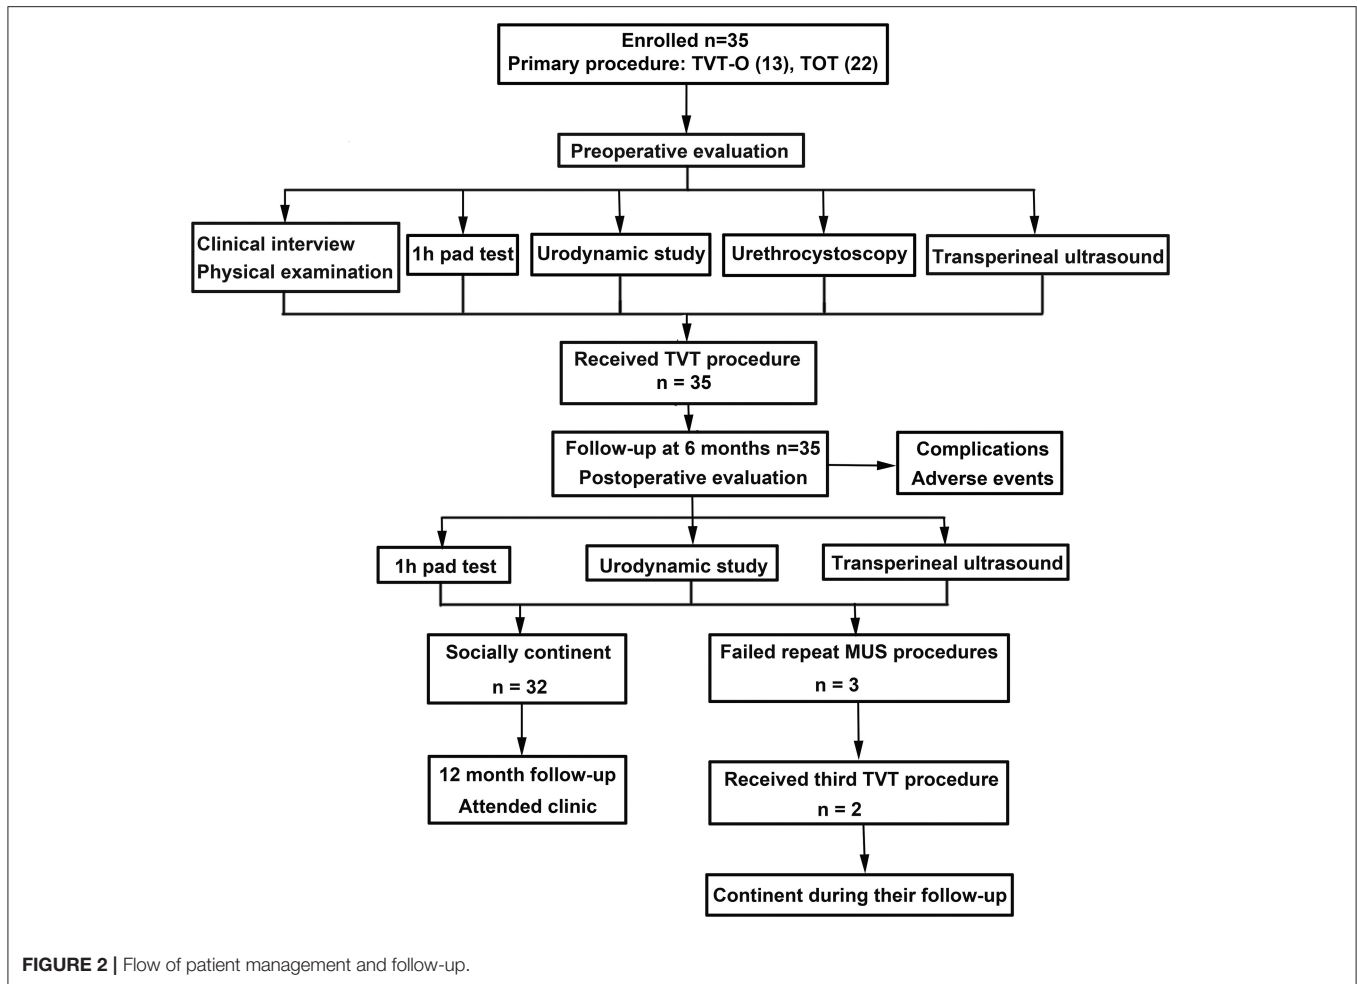 Enrolled n=35
Primary procedure: TVT-O (13), TOT (22)
Preoperative evaluation
Clinical interview
Physical examination
1h pad test
Urodynamic study
Urethrocystoscopy
Transperineal ultrasound
Received TVT procedure
n = 35
Follow-up at 6 months n=35
Postoperative evaluation
Complications
Adverse events
1h pad test
Urodynamic study
Transperineal ultrasound
Socially continent
n = 32
Failed repeat MUS procedures
n = 3
12 month follow-up
Attended clinic
Received third TVT procedure
n = 2
Continent during their follow-up
FIGURE 2 | Flow of patient management and follow-up.